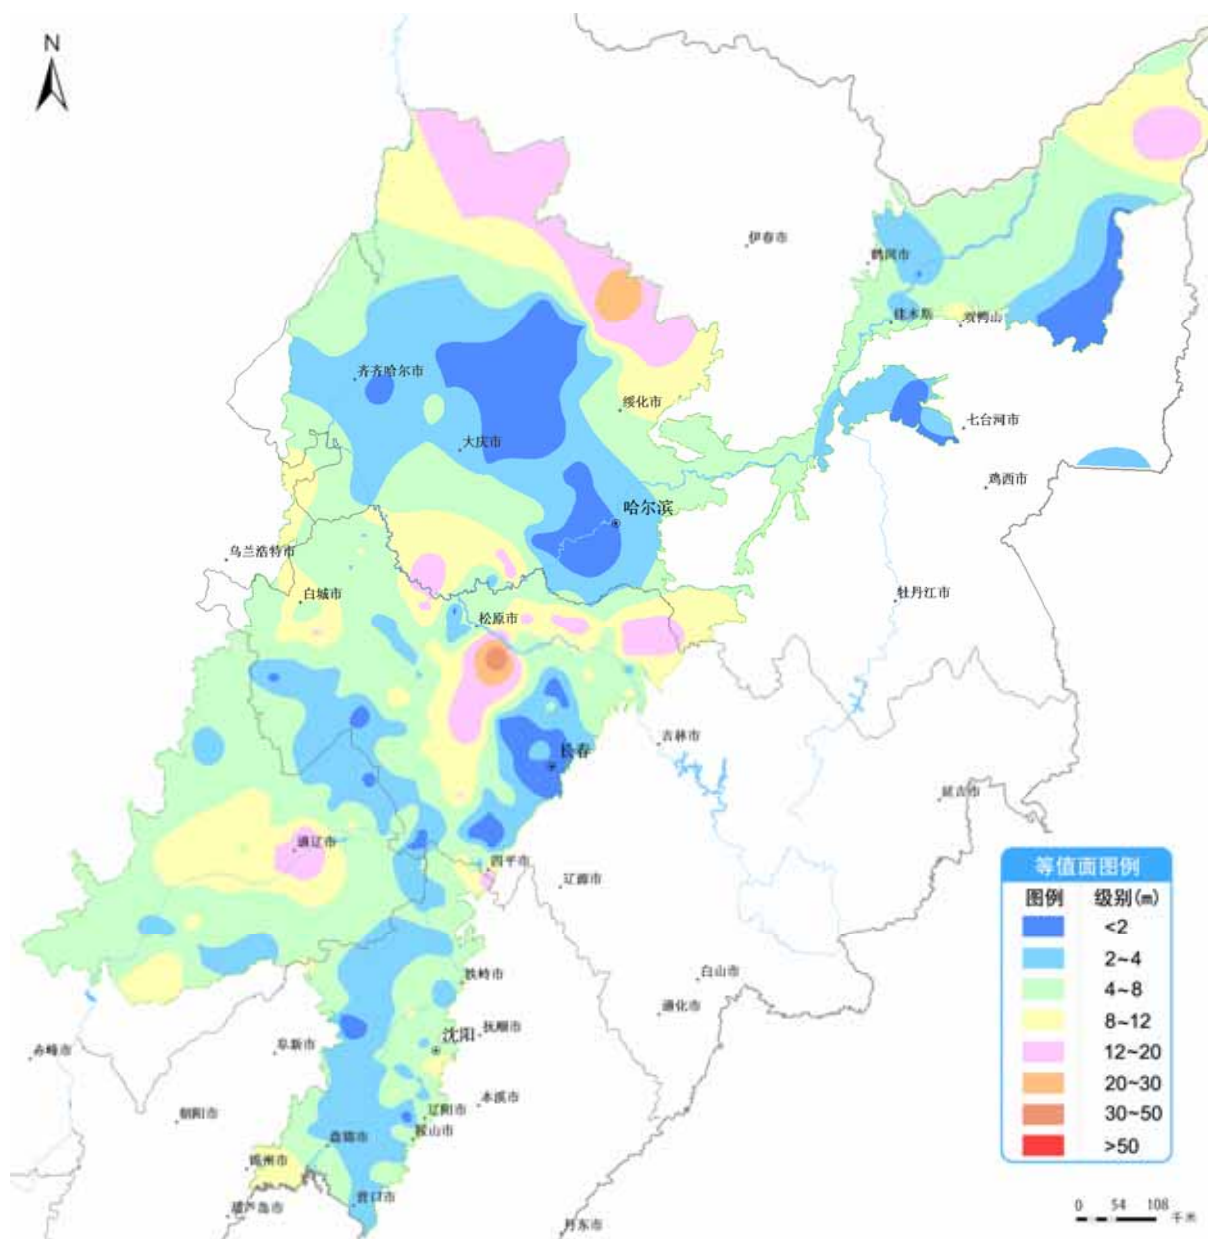 N
伊春市
鹤岗市
佳木斯
双鸭山
齐齐哈尔市
绥化市
七台河市
大庆市
鸡西市
哈尔滨
乌兰浩特市
白城市
牡丹江市
松原市
吉林市
长春
延吉市
通辽市
四平市
辽源市
铁岭市
白山市
通化市
沈阳
抚顺市
赤峰市
阜新市
本溪市
朝阳市
辽阳市
鞍山市
盘锦市
锦州市
营口市
葫芦岛市
丹东市
等值面图例
图例 级别(m)
<2
2~4
4~8
8~12
12~20
20~30
30~50
>50
0 54 108
千米